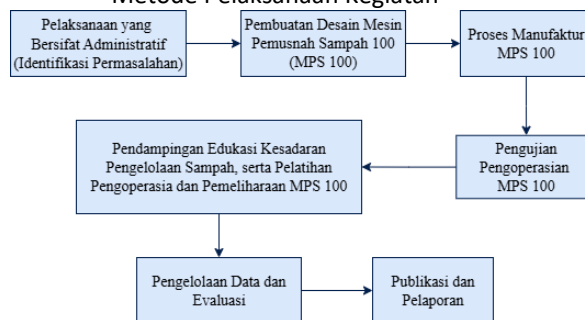 Metode Pelaksanaan Kegiatan
Pelaksanaan yang
Bersifat Administratif
(Identifikasi Permasalahan)
Pembuatan Desain Mesin
Pemusnah Sampah 100
(MPS 100)
Proses Manufaktur
MPS 100
Pengujian
Pengoperasian
MPS 100
Pendampingan Edukasi Kesadaran
Pengelolaan Sampah, serta Pelatihan
Pengoperasia dan Pemeliharaan MPS 100
Pengelolaan Data dan
Evaluasi
Publikasi dan
Pelaporan